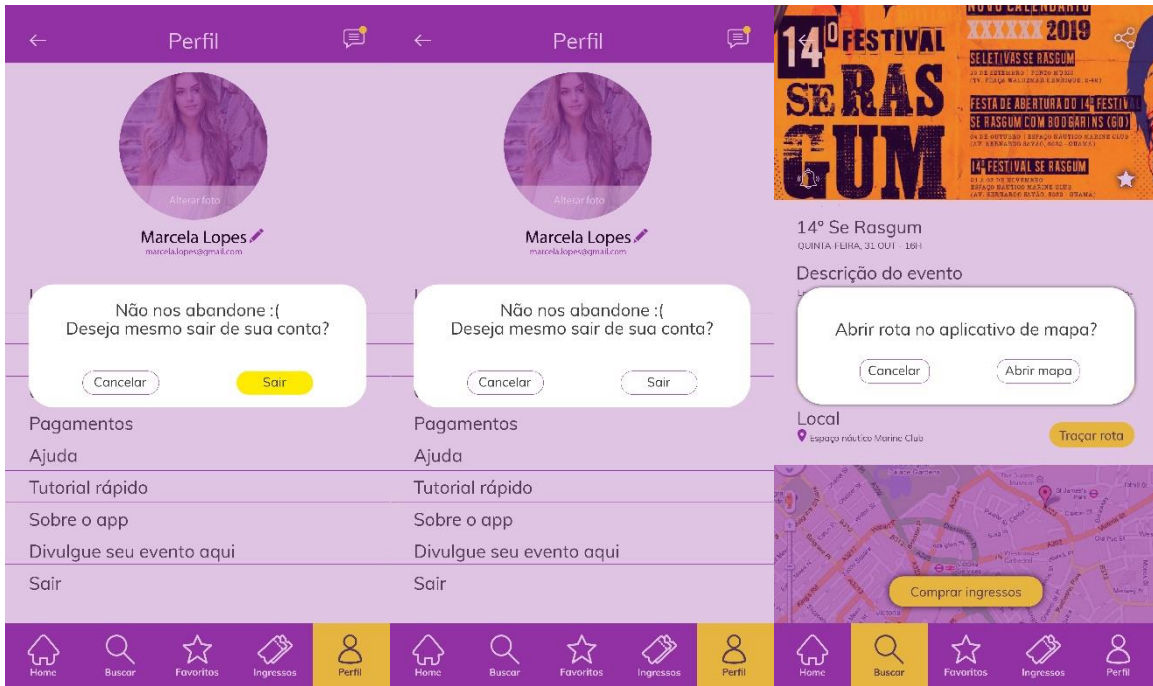 Perfil
Alterar foto
Marcela Lopes
marcela.lopes@gmail.com
Não nos abandone :(
Deseja mesmo sair de sua conta?
Cancelar
Sair
Pagamentos
Ajuda
Tutorial rápido
Sobre o app
Divulgue seu evento aqui
Sair
Home
Buscar
Favoritos
Ingressos
Perfil
Perfil
Alterar foto
Marcela Lopes
marcela.lopes@gmail.com
Não nos abandone :(
Deseja mesmo sair de sua conta?
Cancelar
Sair
Pagamentos
Ajuda
Tutorial rápido
Sobre o app
Divulgue seu evento aqui
Sair
Home
Buscar
Favoritos
Ingressos
Perfil
14º FESTIVAL
SE RAS
GUM
NOVO CALENDÁRIO
XXXXXX 2019
SELETIVAS SE RASGUM
FESTA DE ABERTURA DO 14º FESTIVAL
SE RASGUM COM BOOGARINS (GO)
14º FESTIVAL SE RASGUM
14º Se Rasgum
QUINTA-FEIRA, 31 OUT - 16H
Descrição do evento
Abrir rota no aplicativo de mapa?
Cancelar
Abrir mapa
Local
Espaço náutico Marine Club
Traçar rota
Comprar ingressos
Victoria
Home
Buscar
Favoritos
Ingressos
Perfil